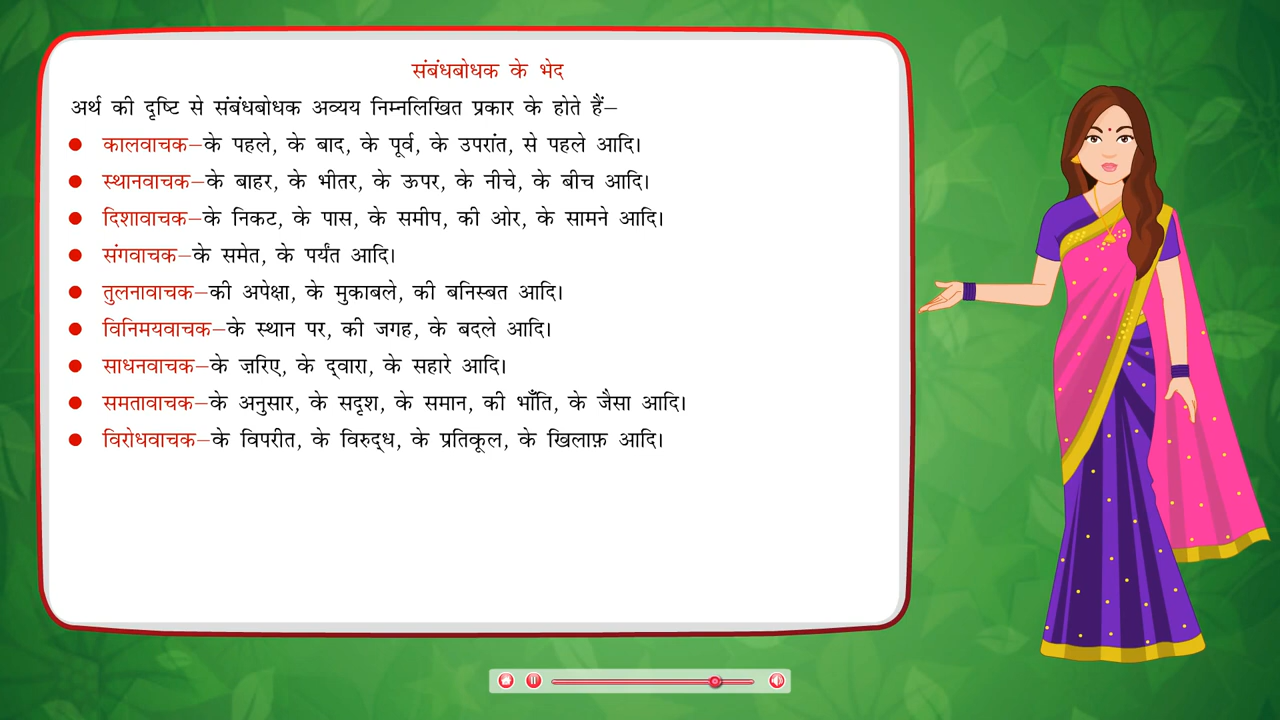 संबंधबोधक के भेद
अर्थ की दृष्टि से संबंधबोधक अव्यय निम्नलिखित प्रकार के होते हैं–
● कालवाचक–के पहले, के बाद, के पूर्व, के उपरांत, से पहले आदि।
● स्थानवाचक–के बाहर, के भीतर, के ऊपर, के नीचे, के बीच आदि।
● दिशावाचक–के निकट, के पास, के समीप, की ओर, के सामने आदि।
● संगवाचक–के समेत, के पर्यंत आदि।
● तुलनावाचक–की अपेक्षा, के मुकाबले, की बनिस्बत आदि।
● विनिमयवाचक–के स्थान पर, की जगह, के बदले आदि।
● साधनवाचक–के ज़रिए, के द्‌वारा, के सहारे आदि।
● समतावाचक–के अनुसार, के सदृश, के समान, की भाँति, के जैसा आदि।
● विरोधवाचक–के विपरीत, के विरुद्‌ध, के प्रतिकूल, के खिलाफ़ आदि।